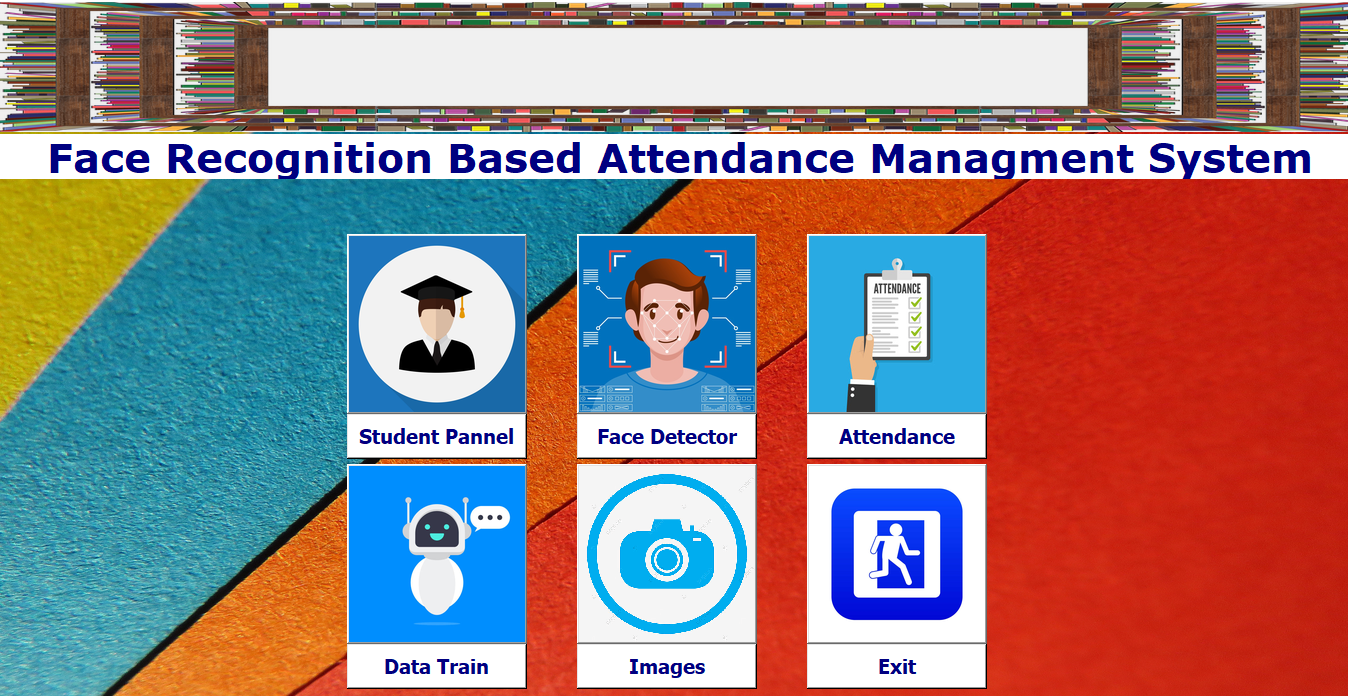 Face Recognition Based Attendance Managment System
ATTENDANCE
Student Pannel
Face Detector
Attendance
Data Train
Images
Exit